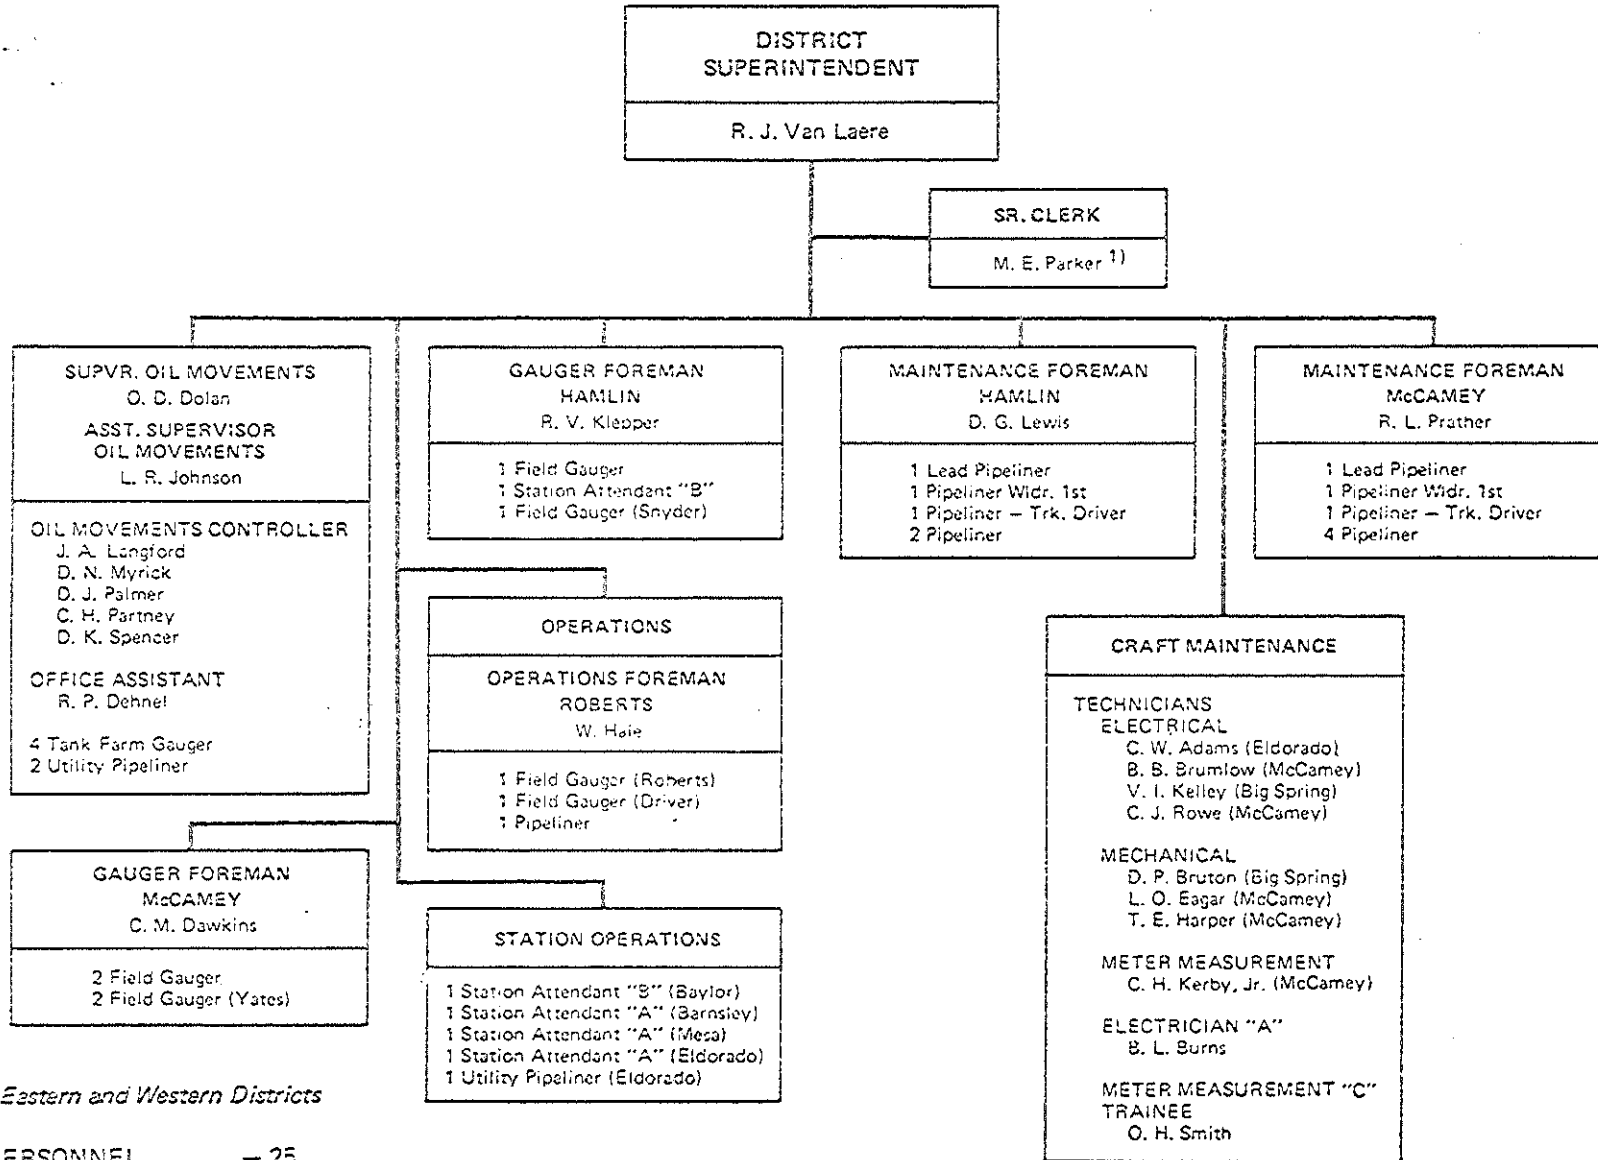 DISTRICT
SUPERINTENDENT
R. J. Van Laere
SR. CLERK
M. E. Parker 1)
SUPVR. OIL MOVEMENTS
O. D. Dolan
ASST. SUPERVISOR
OIL MOVEMENTS
L. R. Johnson
OIL MOVEMENTS CONTROLLER
J. A. Langford
D. N. Myrick
D. J. Palmer
C. H. Partney
D. K. Spencer
OFFICE ASSISTANT
R. P. Dehnel
4 Tank Farm Gauger
2 Utility Pipeliner
GAUGER FOREMAN
HAMLIN
R. V. Klepper
1 Field Gauger
1 Station Attendant "B"
1 Field Gauger (Snyder)
MAINTENANCE FOREMAN
HAMLIN
D. G. Lewis
1 Lead Pipeliner
1 Pipeliner Wldr. 1st
1 Pipeliner — Trk. Driver
2 Pipeliner
MAINTENANCE FOREMAN
McCAMEY
R. L. Prather
1 Lead Pipeliner
1 Pipeliner Wldr. 1st
1 Pipeliner — Trk. Driver
4 Pipeliner
OPERATIONS
OPERATIONS FOREMAN
ROBERTS
W. Hale
1 Field Gauger (Roberts)
1 Field Gauger (Driver)
1 Pipeliner
CRAFT MAINTENANCE
TECHNICIANS
ELECTRICAL
C. W. Adams (Eldorado)
B. B. Brumlow (McCamey)
V. I. Kelley (Big Spring)
C. J. Rowe (McCamey)
MECHANICAL
D. P. Bruton (Big Spring)
L. O. Eagar (McCamey)
T. E. Harper (McCamey)
METER MEASUREMENT
C. H. Kerby, Jr. (McCamey)
ELECTRICIAN "A"
B. L. Burns
METER MEASUREMENT "C"
TRAINEE
O. H. Smith
GAUGER FOREMAN
McCAMEY
C. M. Dawkins
2 Field Gauger
2 Field Gauger (Yates)
STATION OPERATIONS
1 Station Attendant "B" (Baylor)
1 Station Attendant "A" (Barnsley)
1 Station Attendant "A" (Mesa)
1 Station Attendant "A" (Eldorado)
1 Utility Pipeliner (Eldorado)
Eastern and Western Districts
ERSONNEL — 25